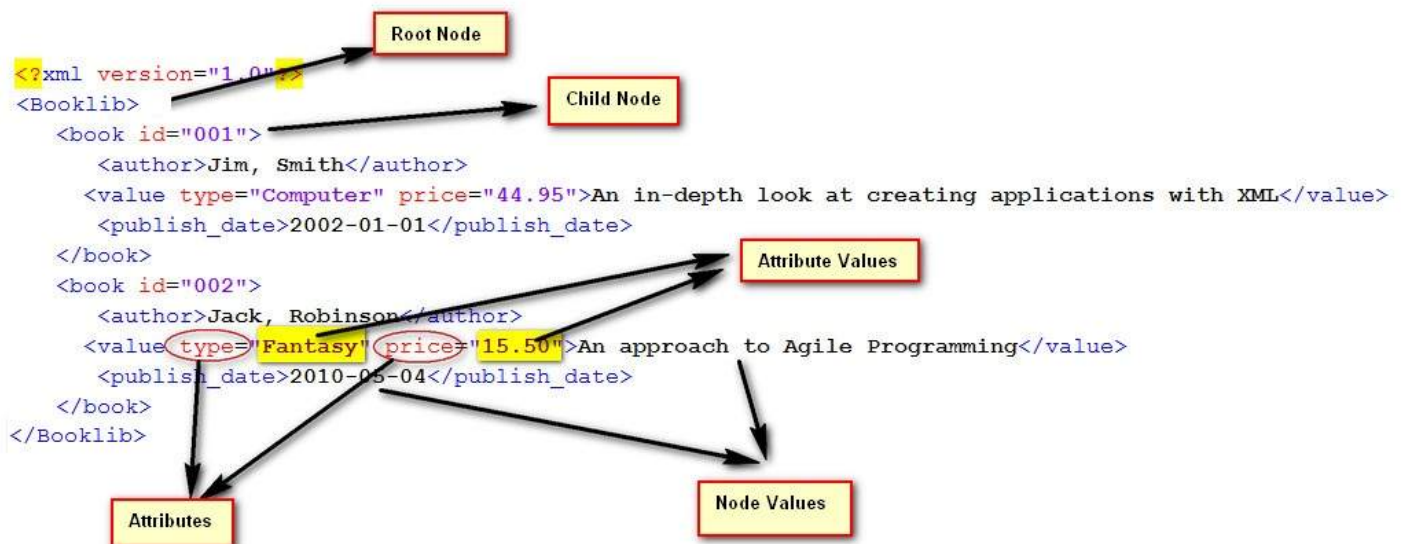 Root Node
<?xml version="1.0"?>
<Booklib>
Child Node
<book id="001">
<author>Jim, Smith</author>
<value type="Computer" price="44.95">An in-depth look at creating applications with XML</value>
<publish_date>2002-01-01</publish_date>
</book>
Attribute Values
<book id="002">
<author>Jack, Robinson</author>
<value type="Fantasy" price="15.50">An approach to Agile Programming</value>
<publish_date>2010-05-04</publish_date>
</book>
</Booklib>
Node Values
Attributes